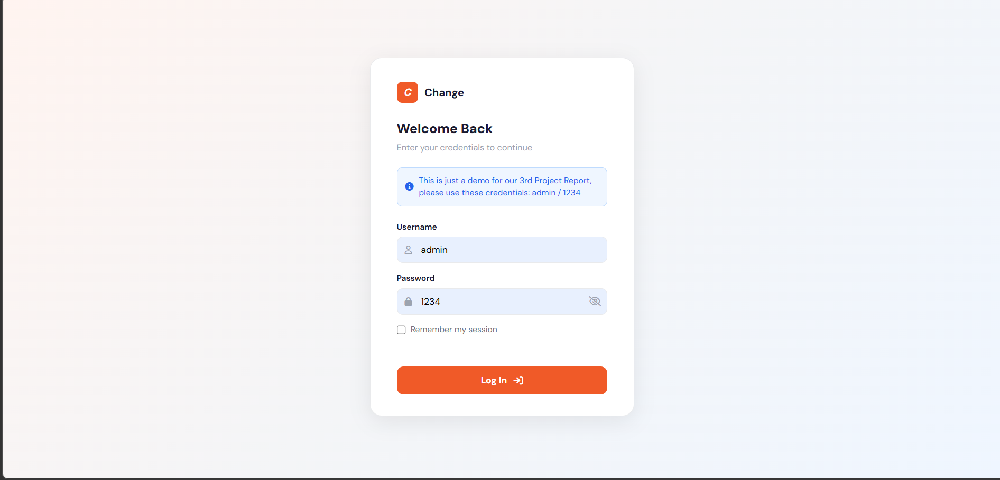 C Change
Welcome Back
Enter your credentials to continue
This is just a demo for our 3rd Project Report,
please use these credentials: admin / 1234
Username
admin
Password
1234
Remember my session
Log In